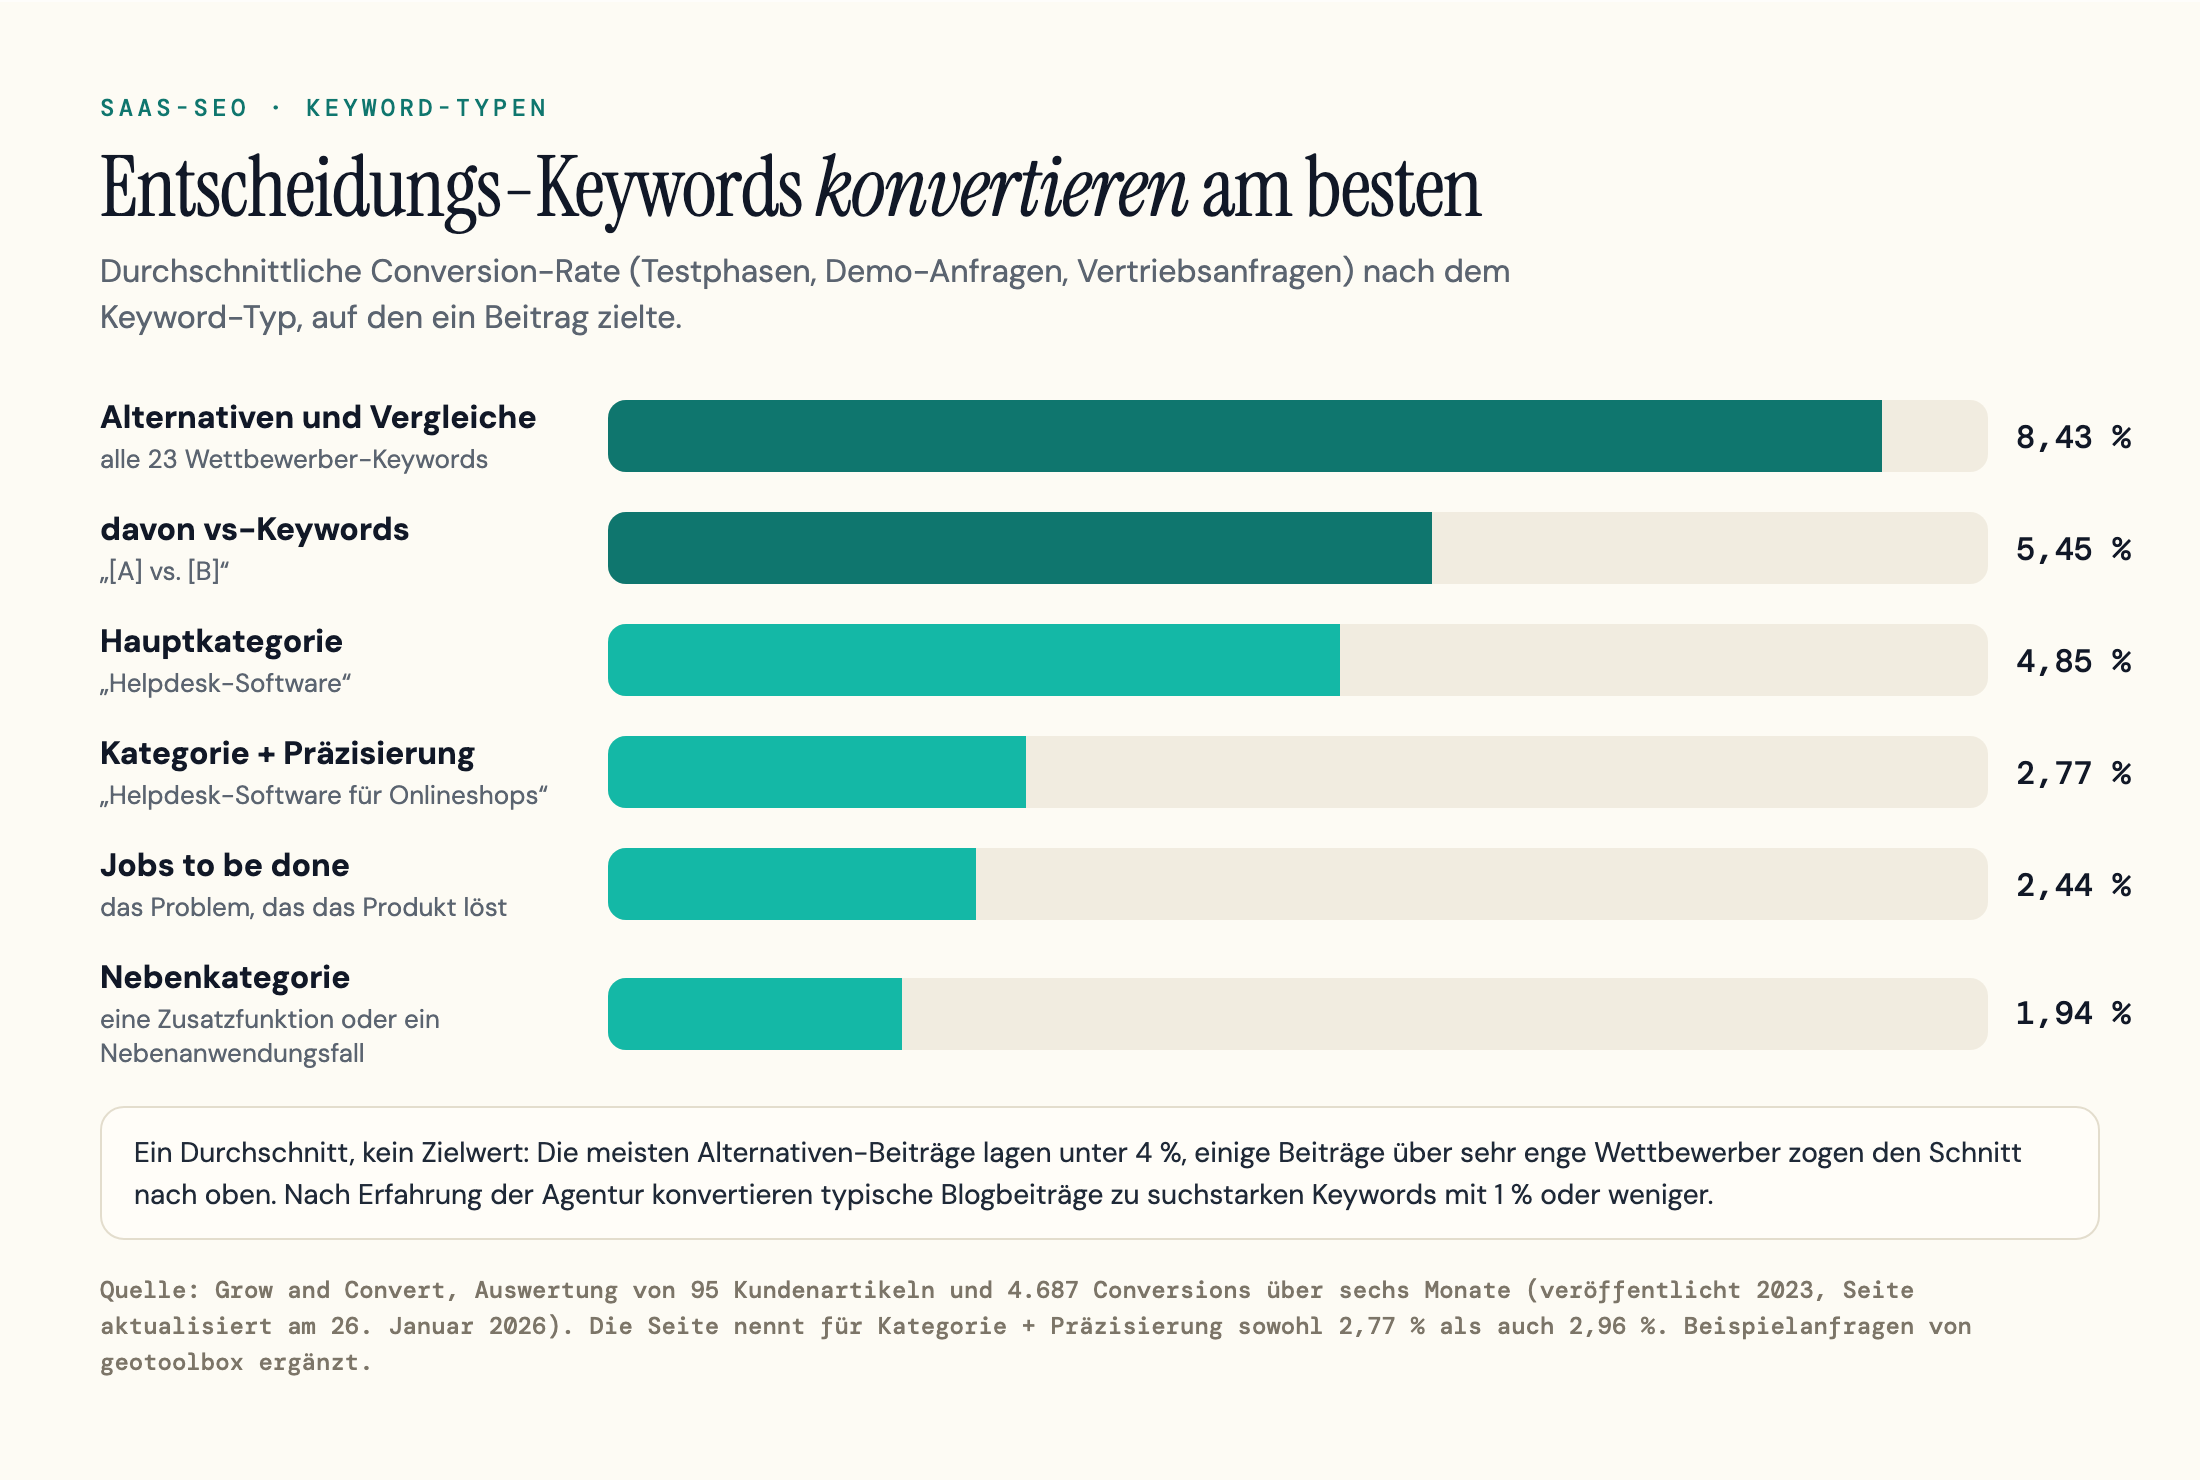 SAAS-SEO · KEYWORD-TYPEN
Entscheidungs-Keywords konvertieren am besten
Durchschnittliche Conversion-Rate (Testphasen, Demo-Anfragen, Vertriebsanfragen) nach dem
Keyword-Typ, auf den ein Beitrag zielte.
Alternativen und Vergleiche
alle 23 Wettbewerber-Keywords
8,43 %
davon vs-Keywords
„[A] vs. [B]“
5,45 %
Hauptkategorie
„Helpdesk-Software“
4,85 %
Kategorie + Präzisierung
„Helpdesk-Software für Onlineshops“
2,77 %
Jobs to be done
das Problem, das das Produkt löst
2,44 %
Nebenkategorie
eine Zusatzfunktion oder ein
Nebenanwendungsfall
1,94 %
Ein Durchschnitt, kein Zielwert: Die meisten Alternativen-Beiträge lagen unter 4 %, einige Beiträge über sehr enge Wettbewerber zogen den Schnitt
nach oben. Nach Erfahrung der Agentur konvertieren typische Blogbeiträge zu suchstarken Keywords mit 1 % oder weniger.
Quelle: Grow and Convert, Auswertung von 95 Kundenartikeln und 4.687 Conversions über sechs Monate (veröffentlicht 2023, Seite
aktualisiert am 26. Januar 2026). Die Seite nennt für Kategorie + Präzisierung sowohl 2,77 % als auch 2,96 %. Beispielanfragen von
geotoolbox ergänzt.